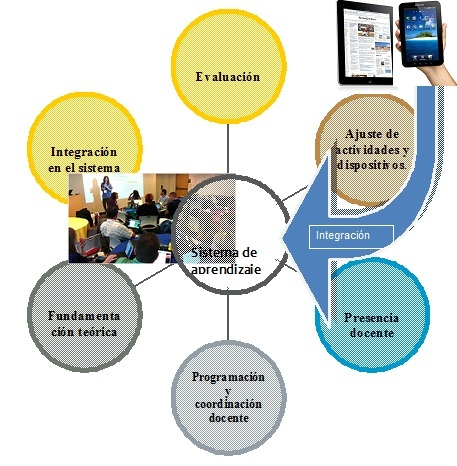 Evaluación
Integración
en el sistema
Ajuste de
actividades y
dispositivos.
Integración
Sistema de
aprendizaje
Fundamenta
ción teórica
Presencia
docente
Programación
y
coordinación
docente